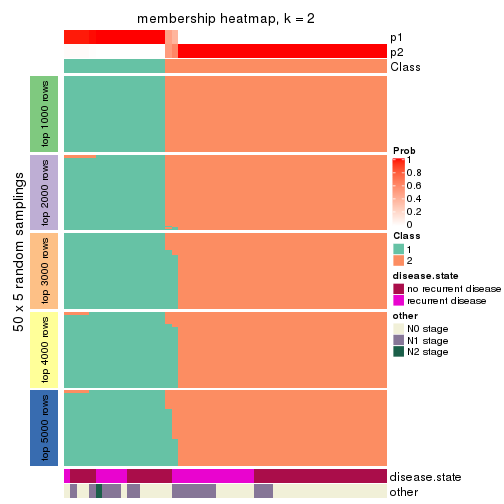 membership heatmap, k = 2
p1
p2
Class
50 x 5 random samplings
top 1000 rows
top 2000 rows
top 3000 rows
top 4000 rows
top 5000 rows
Prob
1
0.8
0.6
0.4
0.2
0
Class
1
2
disease.state
no recurrent disease
recurrent disease
other
N0 stage
N1 stage
N2 stage
disease.state
other